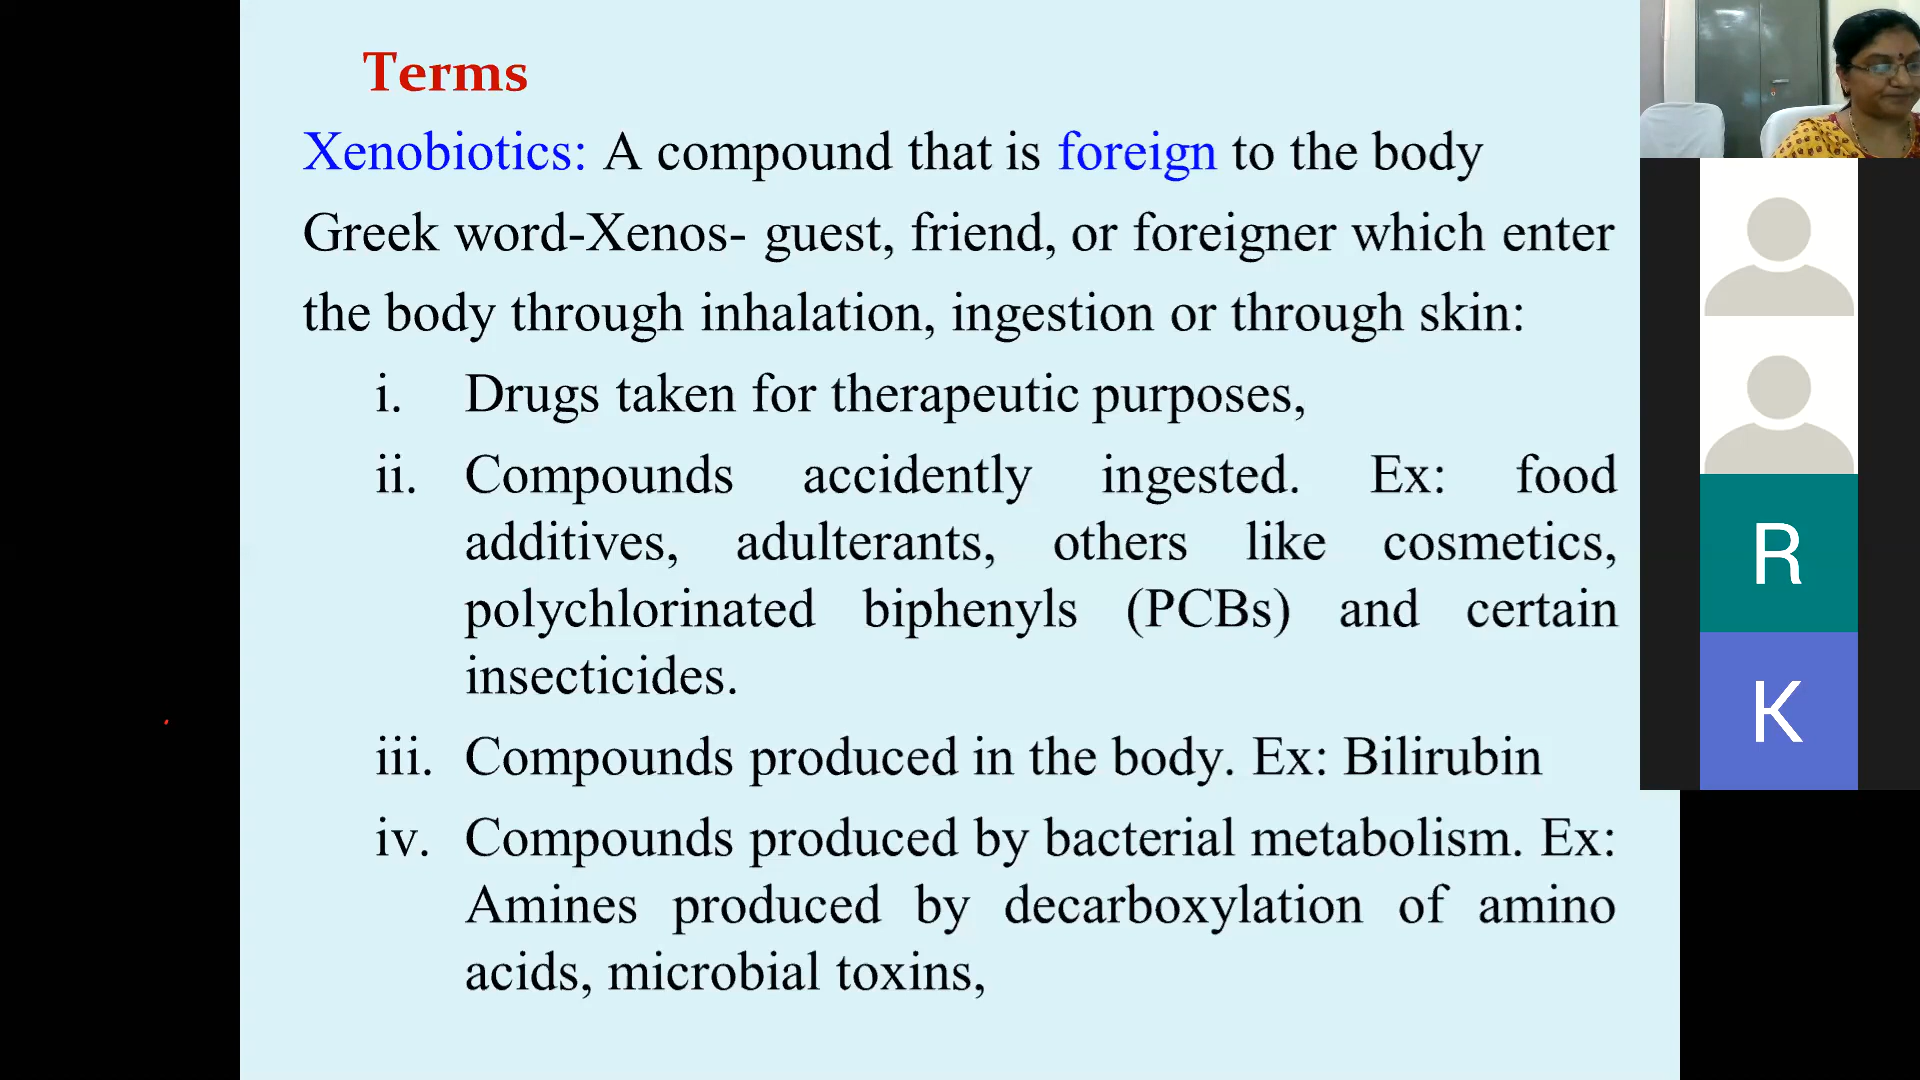 Terms
Xenobiotics: A compound that is foreign to the body
Greek word-Xenos- guest, friend, or foreigner which enter
the body through inhalation, ingestion or through skin:
i. Drugs taken for therapeutic purposes,
ii. Compounds accidently ingested. Ex: food
additives, adulterants, others like cosmetics,
polychlorinated biphenyls (PCBs) and certain
insecticides.
iii. Compounds produced in the body. Ex: Bilirubin
iv. Compounds produced by bacterial metabolism. Ex:
Amines produced by decarboxylation of amino
acids, microbial toxins,
R
K